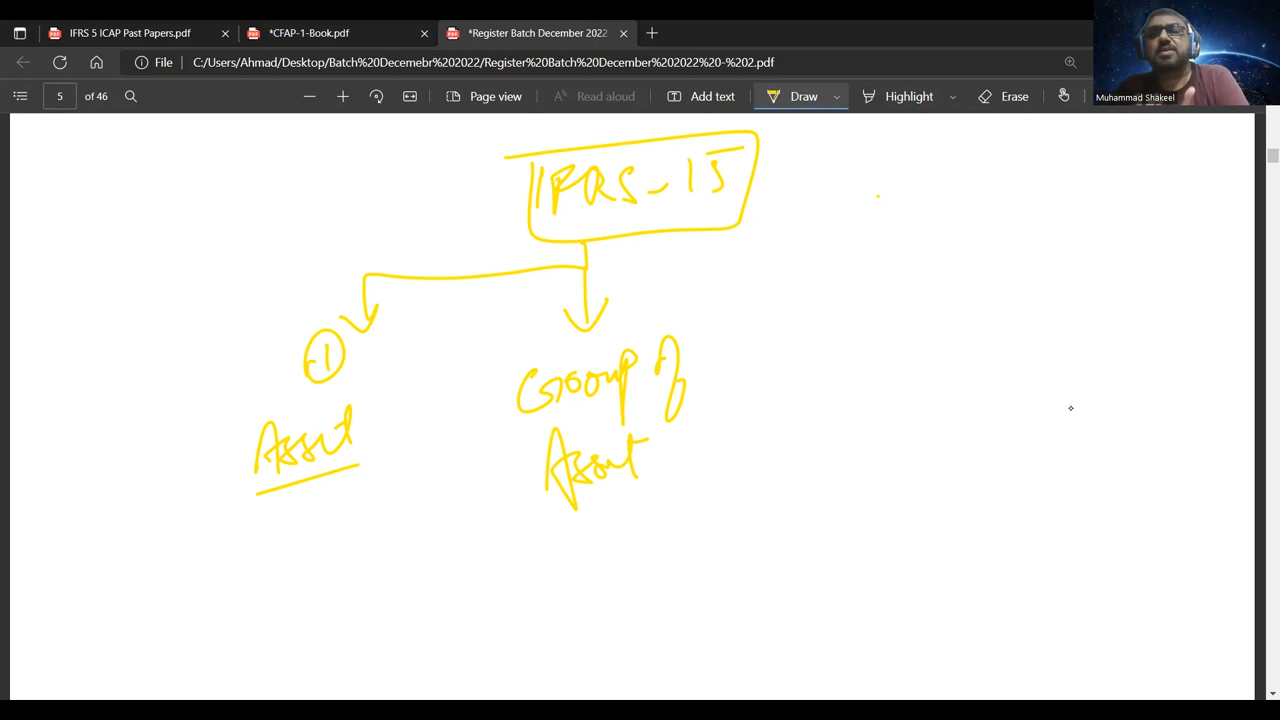 IFRS 5 ICAP Past Papers.pdf
*CFAP-1-Book.pdf
*Register Batch December 2022
File
C:/Users/Ahmad/Desktop/Batch%20Decemebr%202022/Register%20Batch%20December%202022%20-%202.pdf
5 of 46
Page view
Read aloud
Add text
Draw
Highlight
Erase
Muhammad Shakeel
IFRS-15
1
Group of
Asset
Asset